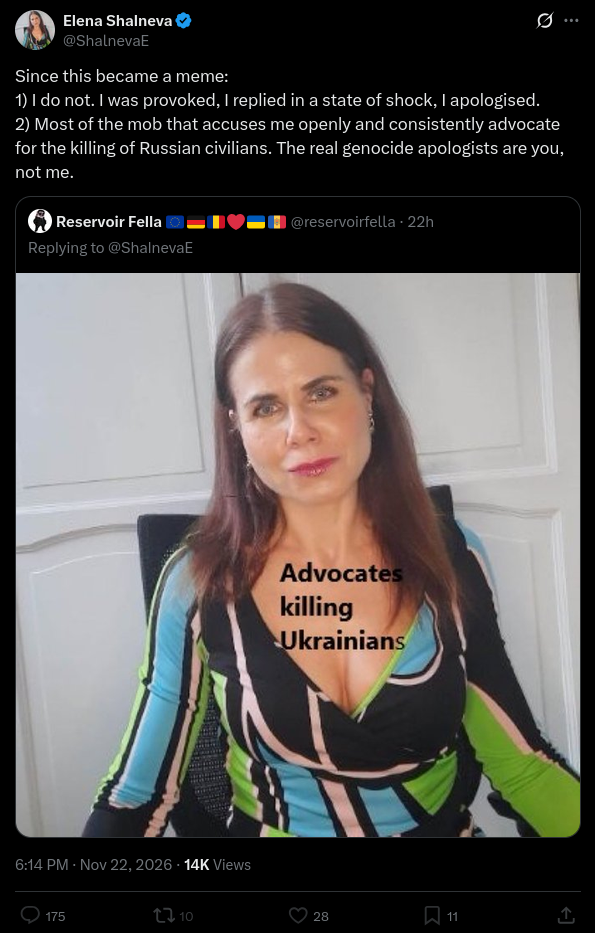 Elena Shalneva
@ShalnevaE
Since this became a meme:
1) I do not. I was provoked, I replied in a state of shock, I apologised.
2) Most of the mob that accuses me openly and consistently advocate
for the killing of Russian civilians. The real genocide apologists are you,
not me.
Reservoir Fella 🇪🇺🇩🇪🇷🇴❤️🇺🇦🇲🇩 @reservoirfella · 22h
Replying to @ShalnevaE
Advocates
killing
Ukrainians
6:14 PM · Nov 22, 2026 · 14K Views
175 10 28 11